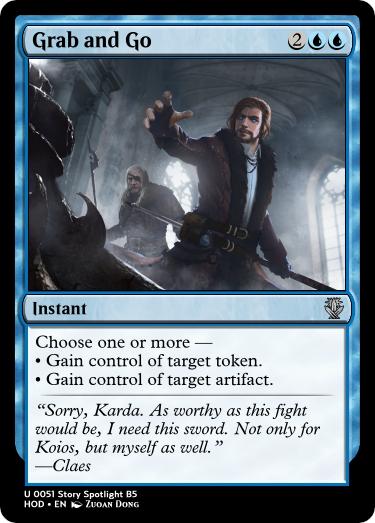 Grab and Go 2
Instant
Choose one or more —
• Gain control of target token.
• Gain control of target artifact.
“Sorry, Karda. As worthy as this fight
would be, I need this sword. Not only for
Koios, but myself as well.”
—Claes
U 0051 Story Spotlight B5
HOD • EN Zuoan Dong